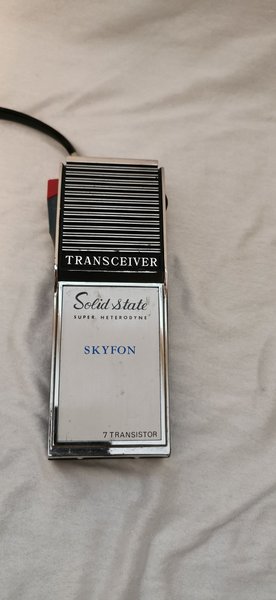 TRANSCEIVER
Solid State
SUPER HETERODYNE
SKYFON
7 TRANSISTOR